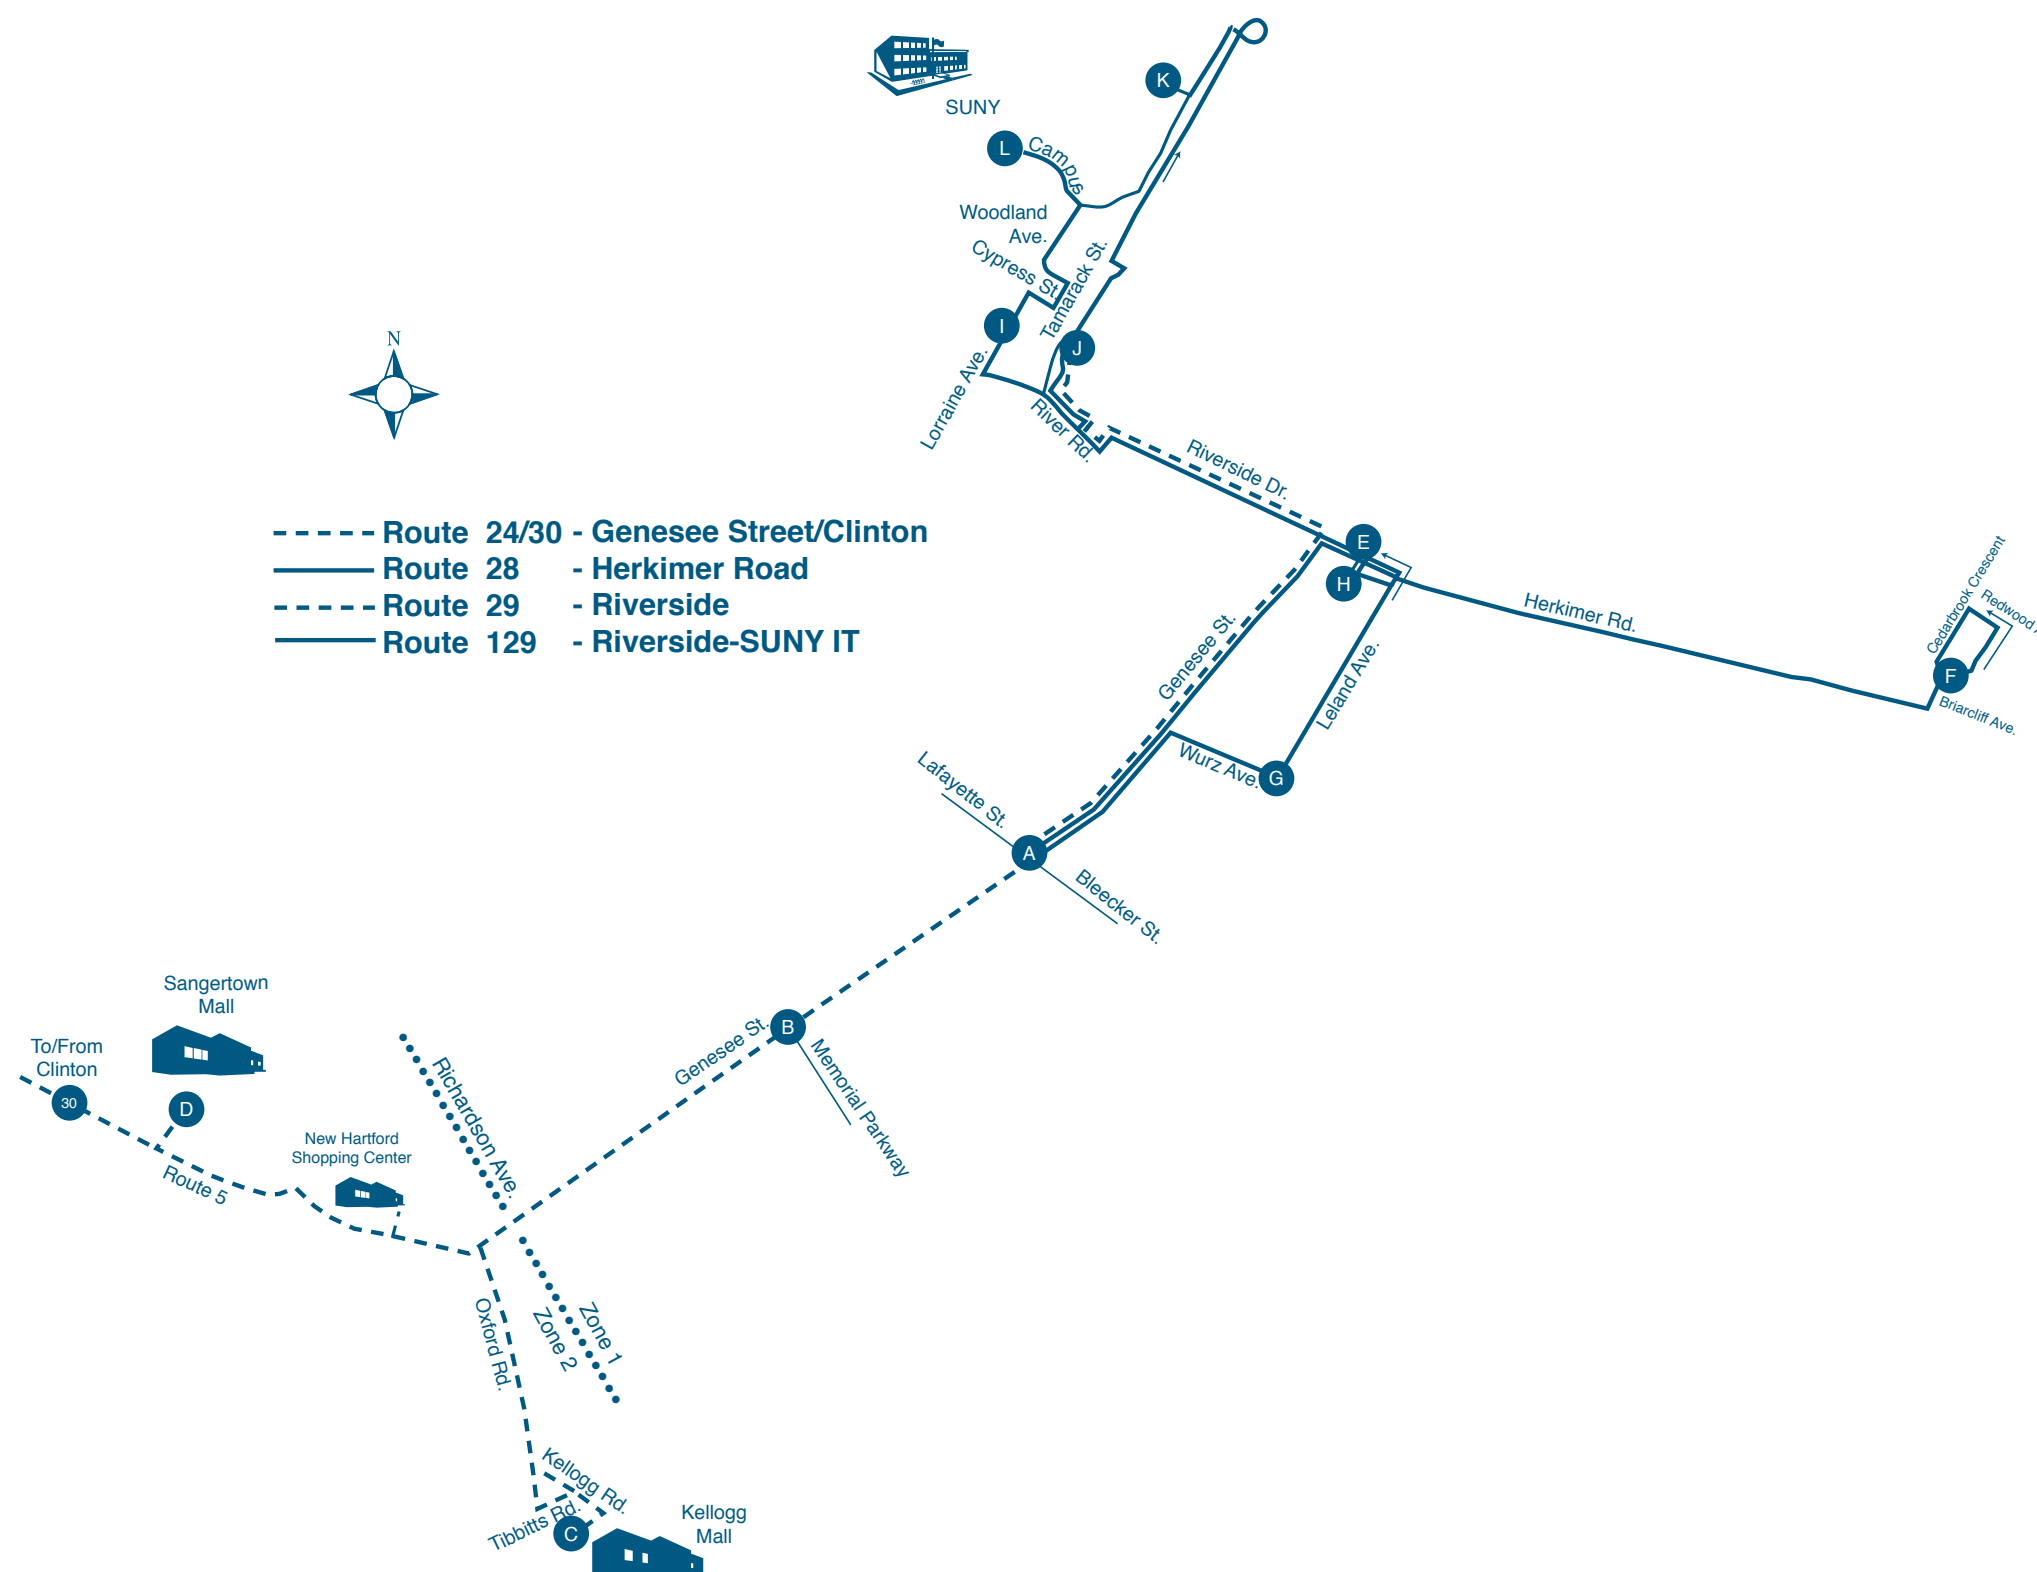 SUNY
K
L
Campus
Woodland
Ave.
Cypress St.
Tamarack St.
I
J
N
Lorraine Ave.
River Rd.
Riverside Dr.
Route 24/30 - Genesee Street/Clinton
Route 28 - Herkimer Road
Route 29 - Riverside
Route 129 - Riverside-SUNY IT
E
H
Herkimer Rd.
Cedarbrook Crescent
Redwood
F
Briarcliff Ave.
Genesee St.
Leland Ave.
Wurz Ave.
G
Lafayette St.
A
Bleecker St.
Sangertown
Mall
To/From
Clinton
30
D
Richardson Ave.
Genesee St.
B
Memorial Parkway
New Hartford
Shopping Center
Route 5
Oxford Rd.
Zone 1
Zone 2
Kellogg Rd.
Tibbitts Rd.
C
Kellogg
Mall